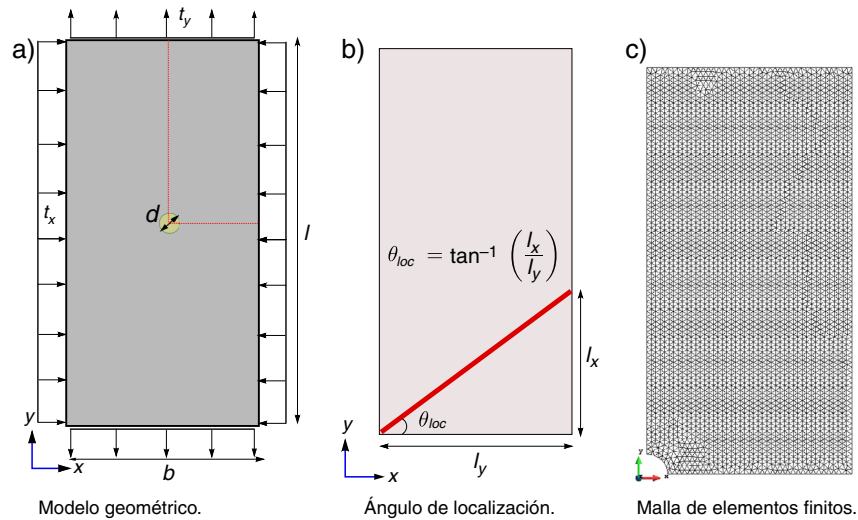 a)
t_y
t_x
d
l
y
x
b
Modelo geométrico.
b)
θ_loc = tan⁻¹ (l_x / l_y)
l_x
θ_loc
y
x
l_y
Ángulo de localización.
c)
y
x
Malla de elementos finitos.